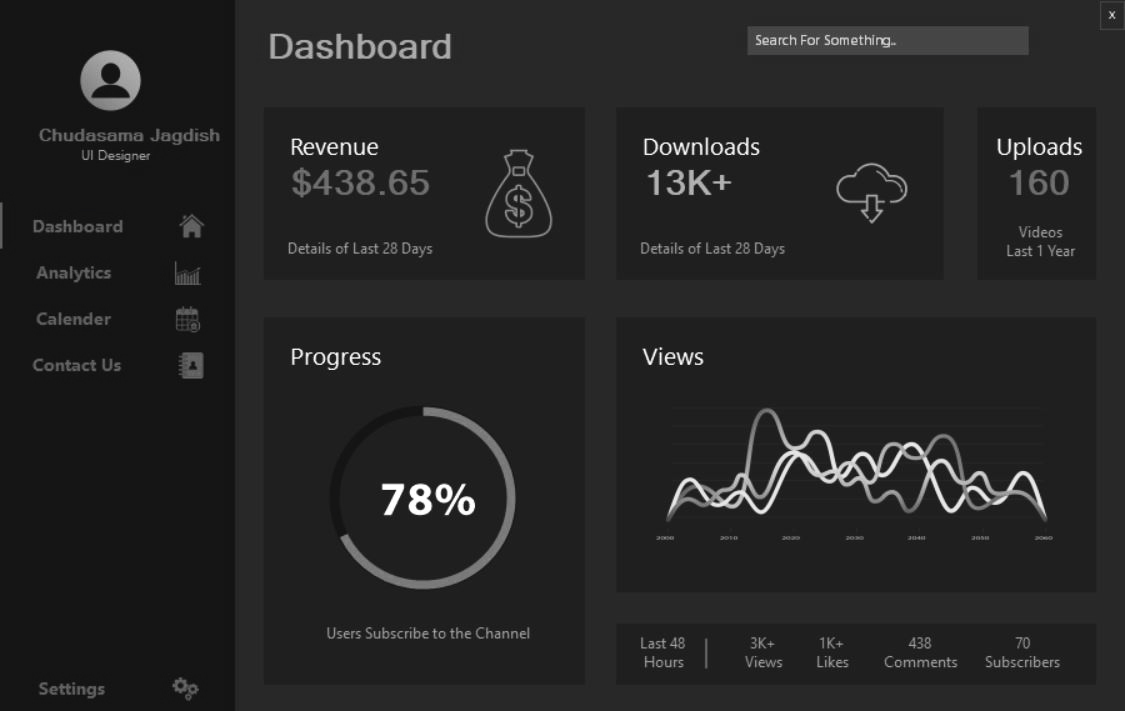 x
Dashboard
Search For Something..
Chudasama Jagdish
UI Designer
Dashboard
Analytics
Calender
Contact Us
Settings
Revenue
$438.65
Details of Last 28 Days
Downloads
13K+
Details of Last 28 Days
Uploads
160
Videos
Last 1 Year
Progress
78%
Users Subscribe to the Channel
Views
2000 2010 2020 2030 2040 2050 2060
Last 48
Hours
3K+
Views
1K+
Likes
438
Comments
70
Subscribers